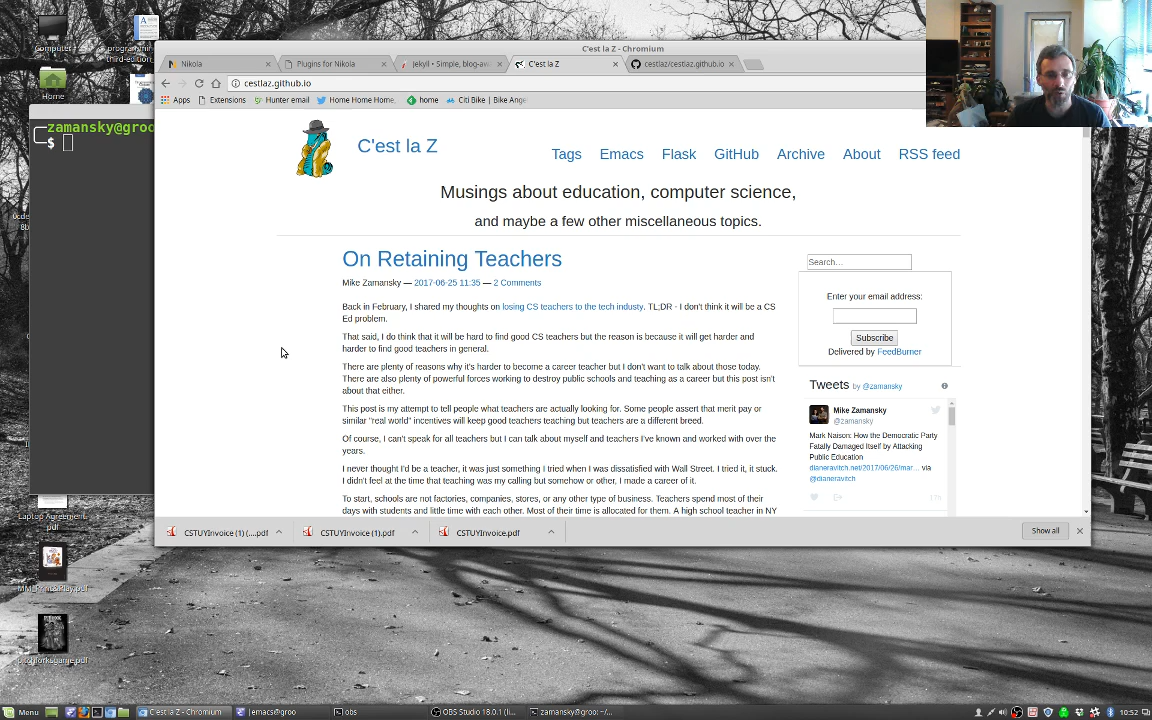 Computer
programmin
third-edition
Home
zamansky@groo
$
C'est la Z - Chromium
Nikola
Plugins for Nikola
Jekyll • Simple, blog-aw
C'est la Z
cestlaz/cestlaz.github.io
cestlaz.github.io
Apps
Extensions
Hunter email
Home Home Home,
home
Citi Bike | Bike Ange
C'est la Z
Tags
Emacs
Flask
GitHub
Archive
About
RSS feed
Musings about education, computer science,
and maybe a few other miscellaneous topics.
On Retaining Teachers
Mike Zamansky — 2017-06-25 11:35 — 2 Comments
Back in February, I shared my thoughts on losing CS teachers to the tech industy. TL;DR - I don't think it will be a CS
Ed problem.
That said, I do think that it will be hard to find good CS teachers but the reason is because it will get harder and
harder to find good teachers in general.
There are plenty of reasons why it's harder to become a career teacher but I don't want to talk about those today.
There are also plenty of powerful forces working to destroy public schools and teaching as a career but this post isn't
about that either.
This post is my attempt to tell people what teachers are actually looking for. Some people assert that merit pay or
similar "real world" incentives will keep good teachers teaching but teachers are a different breed.
Of course, I can't speak for all teachers but I can talk about myself and teachers I've known and worked with over the
years.
I never thought I'd be a teacher, it was just something I tried when I was dissatisfied with Wall Street. I tried it, it stuck.
I didn't feel at the time that teaching was my calling but somehow or other, I made a career of it.
To start, schools are not factories, companies, stores, or any other type of business. Teachers spend most of their
days with students and little time with each other. Most of their time is allocated for them. A high school teacher in NY
Search...
Enter your email address:
Subscribe
Delivered by FeedBurner
Tweets by @zamansky
Mike Zamansky
@zamansky
Mark Naison: How the Democratic Party
Fatally Damaged Itself by Attacking
Public Education
dianeravitch.net/2017/06/26/mar... via
@dianeravitch
17h
CSTUYInvoice (1) (....pdf
CSTUYInvoice (1).pdf
CSTUYInvoice.pdf
Show all
Laptop Agreement.
pdf
MM_Print&Play.pdf
pitchforksgame.pdf
Menu
C'est la Z - Chromium
emacs@groo
obs
OBS Studio 18.0.1 (li...
zamansky@groo: ~/...
10:52